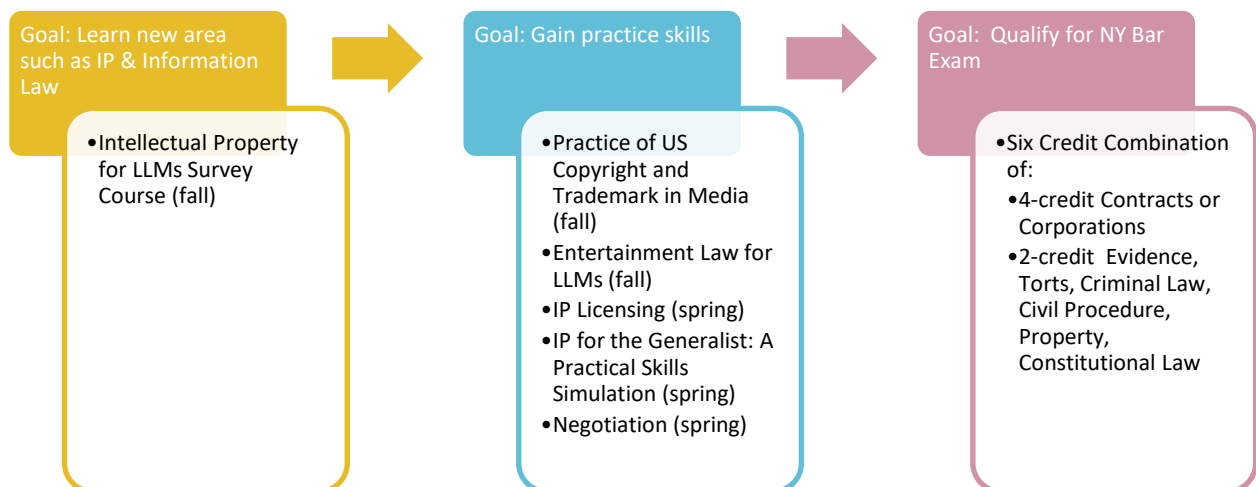 Goal: Learn new area
such as IP & Information
Law
•Intellectual Property
for LLMs Survey
Course (fall)
Goal: Gain practice skills
•Practice of US
Copyright and
Trademark in Media
(fall)
•Entertainment Law for
LLMs (fall)
•IP Licensing (spring)
•IP for the Generalist: A
Practical Skills
Simulation (spring)
•Negotiation (spring)
Goal:  Qualify for NY Bar
Exam
•Six Credit Combination
of:
•4-credit Contracts or
Corporations
•2-credit  Evidence,
Torts, Criminal Law,
Civil Procedure,
Property,
Constitutional Law